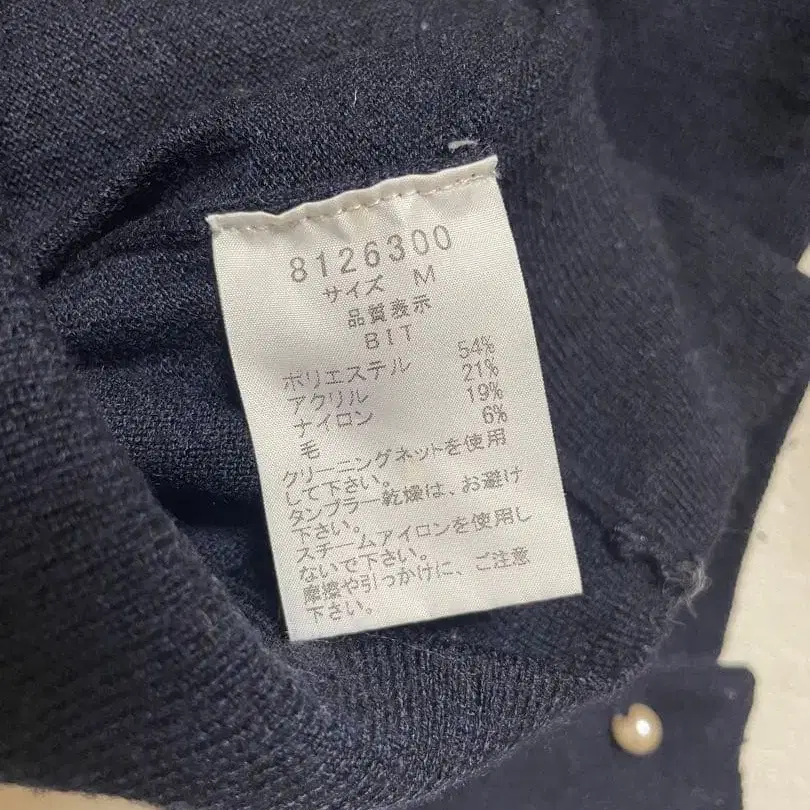 8126300
サイズ M
品質表示
BIT
ポリエステル 54%
アクリル 21%
ナイロン 19%
毛 6%
クリーニングネットを使用
して下さい。
タンブラー乾燥は、お避け
下さい。
スチームアイロンを使用し
ないで下さい。
摩擦や引っかけに、ご注意
下さい。